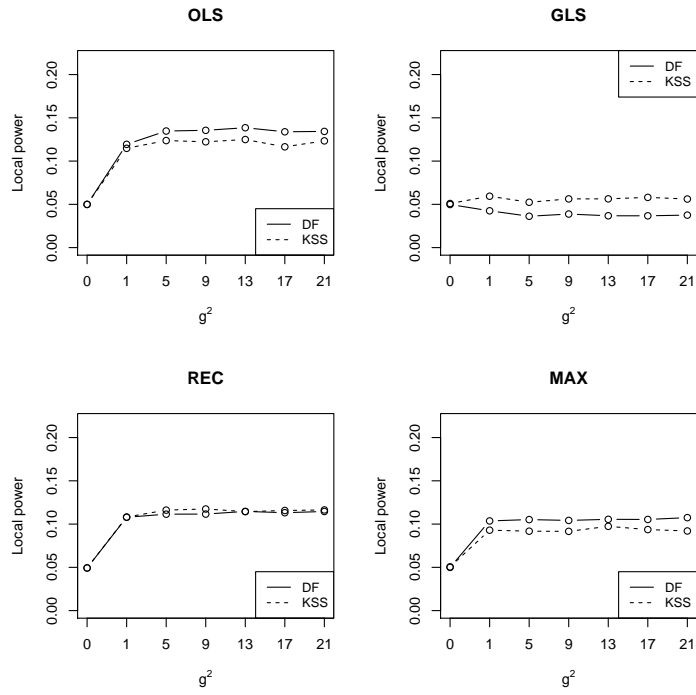 OLS
Local power
0.00 0.05 0.10 0.15 0.20
DF
KSS
0 1 5 9 13 17 21
g²
GLS
Local power
0.00 0.05 0.10 0.15 0.20
DF
KSS
0 1 5 9 13 17 21
g²
REC
Local power
0.00 0.05 0.10 0.15 0.20
DF
KSS
0 1 5 9 13 17 21
g²
MAX
Local power
0.00 0.05 0.10 0.15 0.20
DF
KSS
0 1 5 9 13 17 21
g²